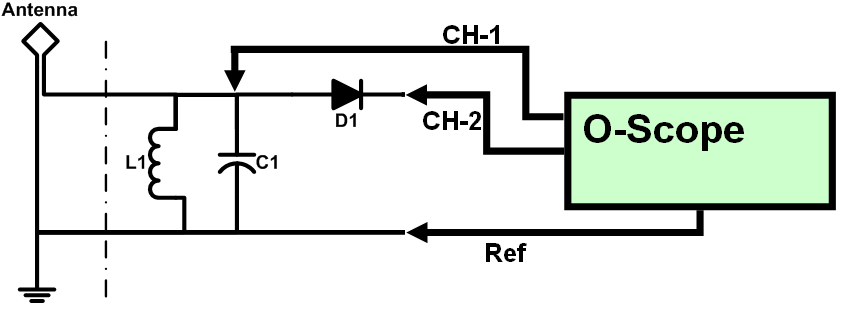 Antenna
CH-1
CH-2
O-Scope
D1
L1
C1
Ref